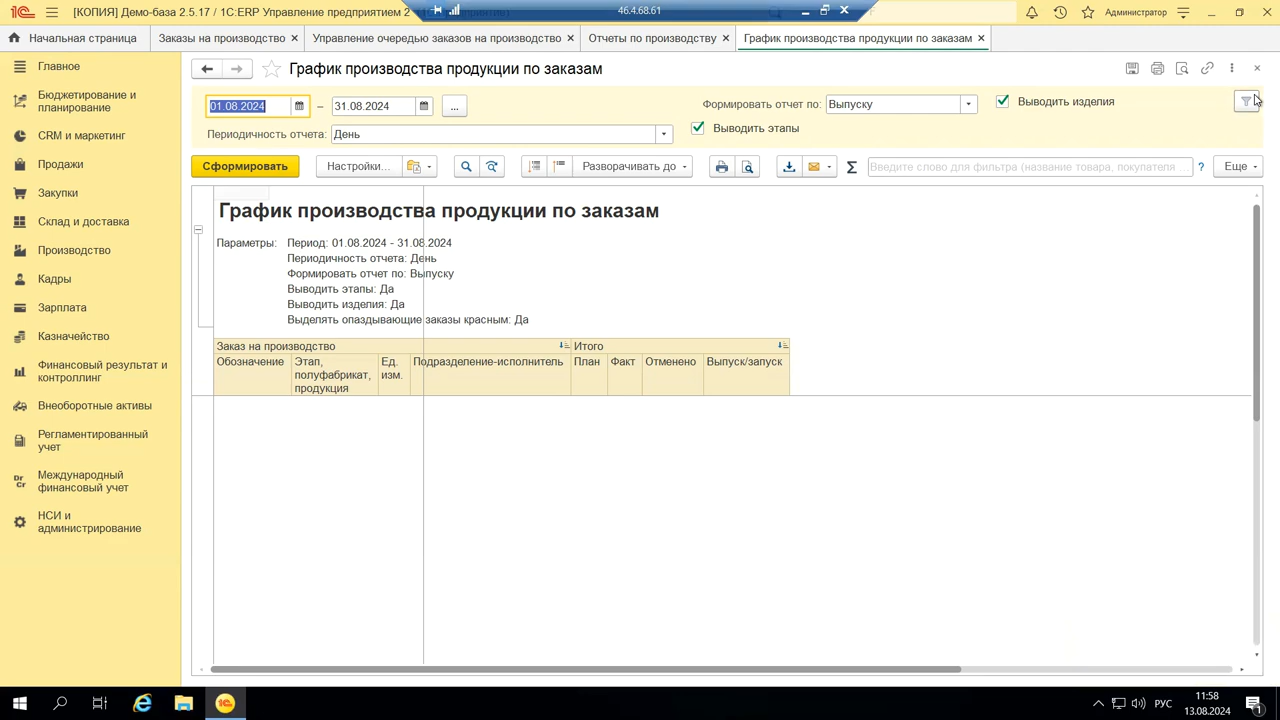 [КОПИЯ] Демо-база 2.5.17 / 1С:ERP Управление предприятием 2
46.4.68.61
Администратор
Начальная страница
Заказы на производство
Управление очередью заказов на производство
Отчеты по производству
График производства продукции по заказам
Главное
Бюджетирование и
планирование
CRM и маркетинг
Продажи
Закупки
Склад и доставка
Производство
Кадры
Зарплата
Казначейство
Финансовый результат и
контроллинг
Внеоборотные активы
Регламентированный
учет
Международный
финансовый учет
НСИ и
администрирование
График производства продукции по заказам
01.08.2024 – 31.08.2024 ...
Формировать отчет по: Выпуску
Выводить изделия
Периодичность отчета: День
Выводить этапы
Сформировать
Настройки...
Разворачивать до
Σ
Введите слово для фильтра (название товара, покупателя
?
Еще
График производства продукции по заказам
Параметры: Период: 01.08.2024 - 31.08.2024
Периодичность отчета: День
Формировать отчет по: Выпуску
Выводить этапы: Да
Выводить изделия: Да
Выделять опаздывающие заказы красным: Да
Заказ на производство Итого
Обозначение Этап, Ед. Подразделение-исполнитель План Факт Отменено Выпуск/запуск
полуфабрикат, изм.
продукция
РУС
11:58
13.08.2024
1